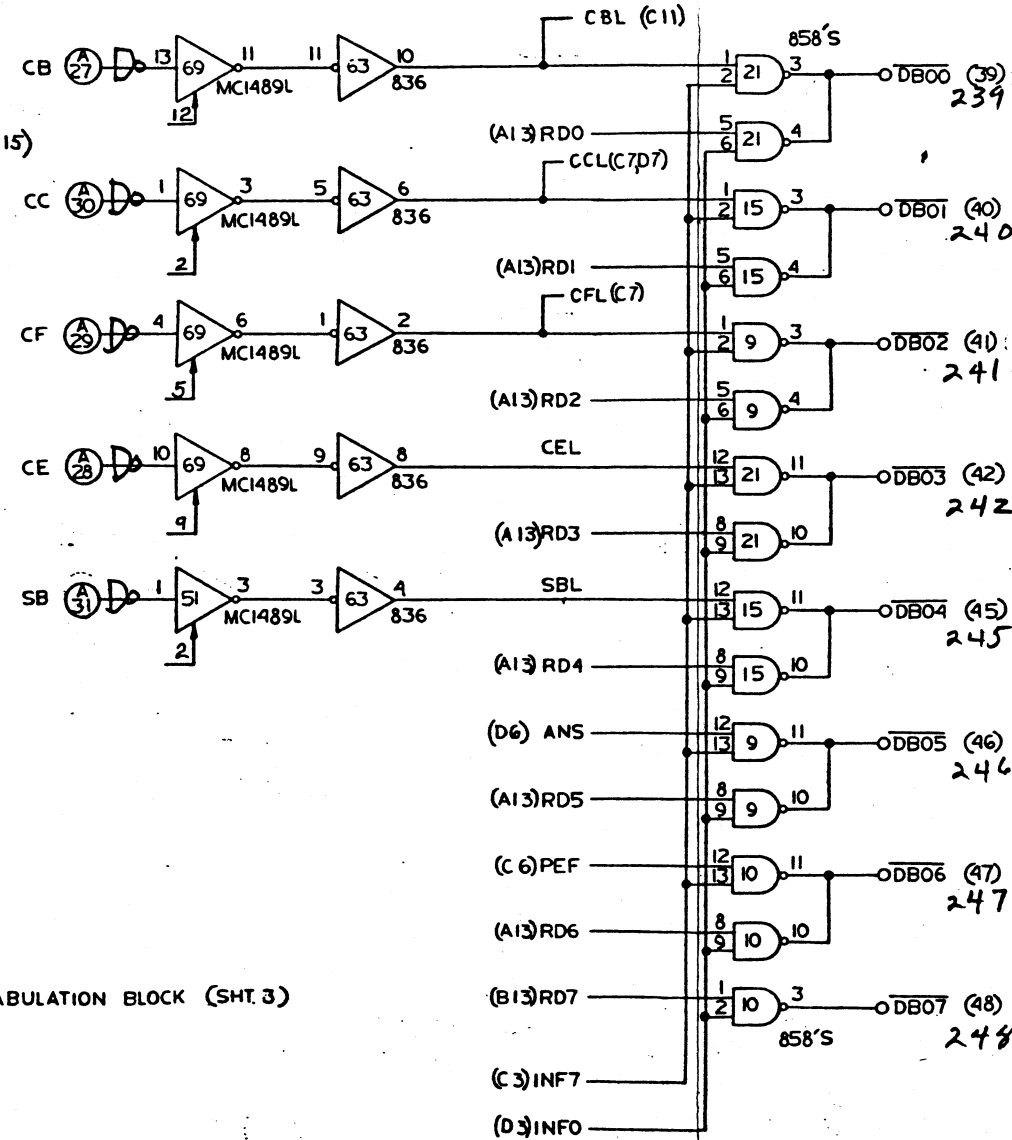 CBL (C11)
858'S
CB A 27 13 69 11 MC1489L 12 11 63 10 836 1 2 21 3 DB00 (39)
239
(A13) RD0 5 6 21 4
15)
CCL(C7,D7)
CC A 30 1 69 3 MC1489L 2 5 63 6 836 1 2 15 3 DB01 (40)
240
(A13)RD1 5 6 15 4
CFL(C7)
CF A 29 4 69 6 MC1489L 5 1 63 2 836 1 2 9 3 DB02 (41)
241
(A13)RD2 5 6 9 4
CE A 28 10 69 8 MC1489L 9 9 63 8 836 CEL 12 13 21 11 DB03 (42)
242
(A13)RD3 8 9 21 10
SB A 31 1 51 3 MC1489L 2 3 63 4 836 SBL 12 13 15 11 DB04 (45)
245
(A13) RD4 8 9 15 10
(D6) ANS 12 13 9 11 DB05 (46)
246
(A13)RD5 8 9 9 10
(C6)PEF 12 13 10 11 DB06 (47)
247
(A13)RD6 8 9 10 10
ABULATION BLOCK (SHT. 3)
(B13)RD7 1 2 10 3 DB07 (48)
858'S
248
(C3)INF7
(D3)INF0